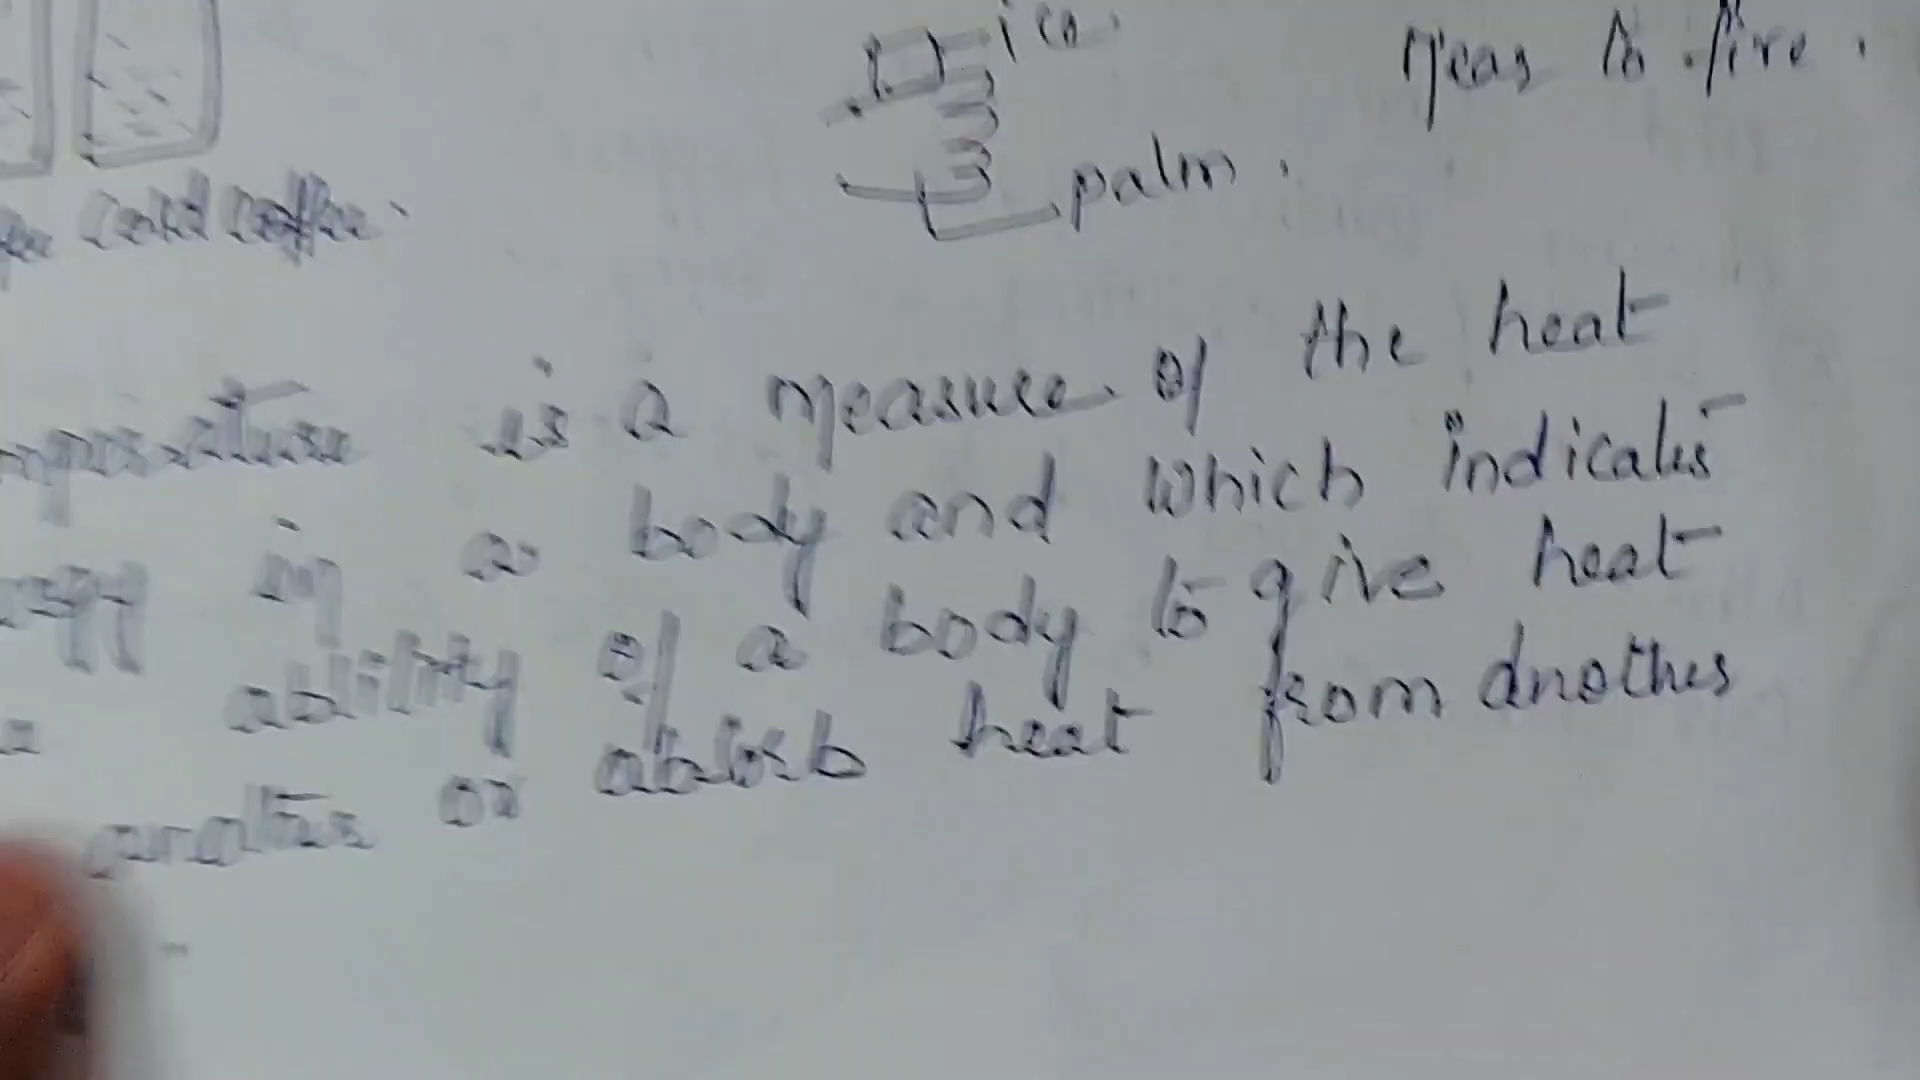 ice.
near to fire.
palm.
cold coffee.
is a measure of the heat
in a body and which indicates
ability of a body to give heat
or absorb heat from another